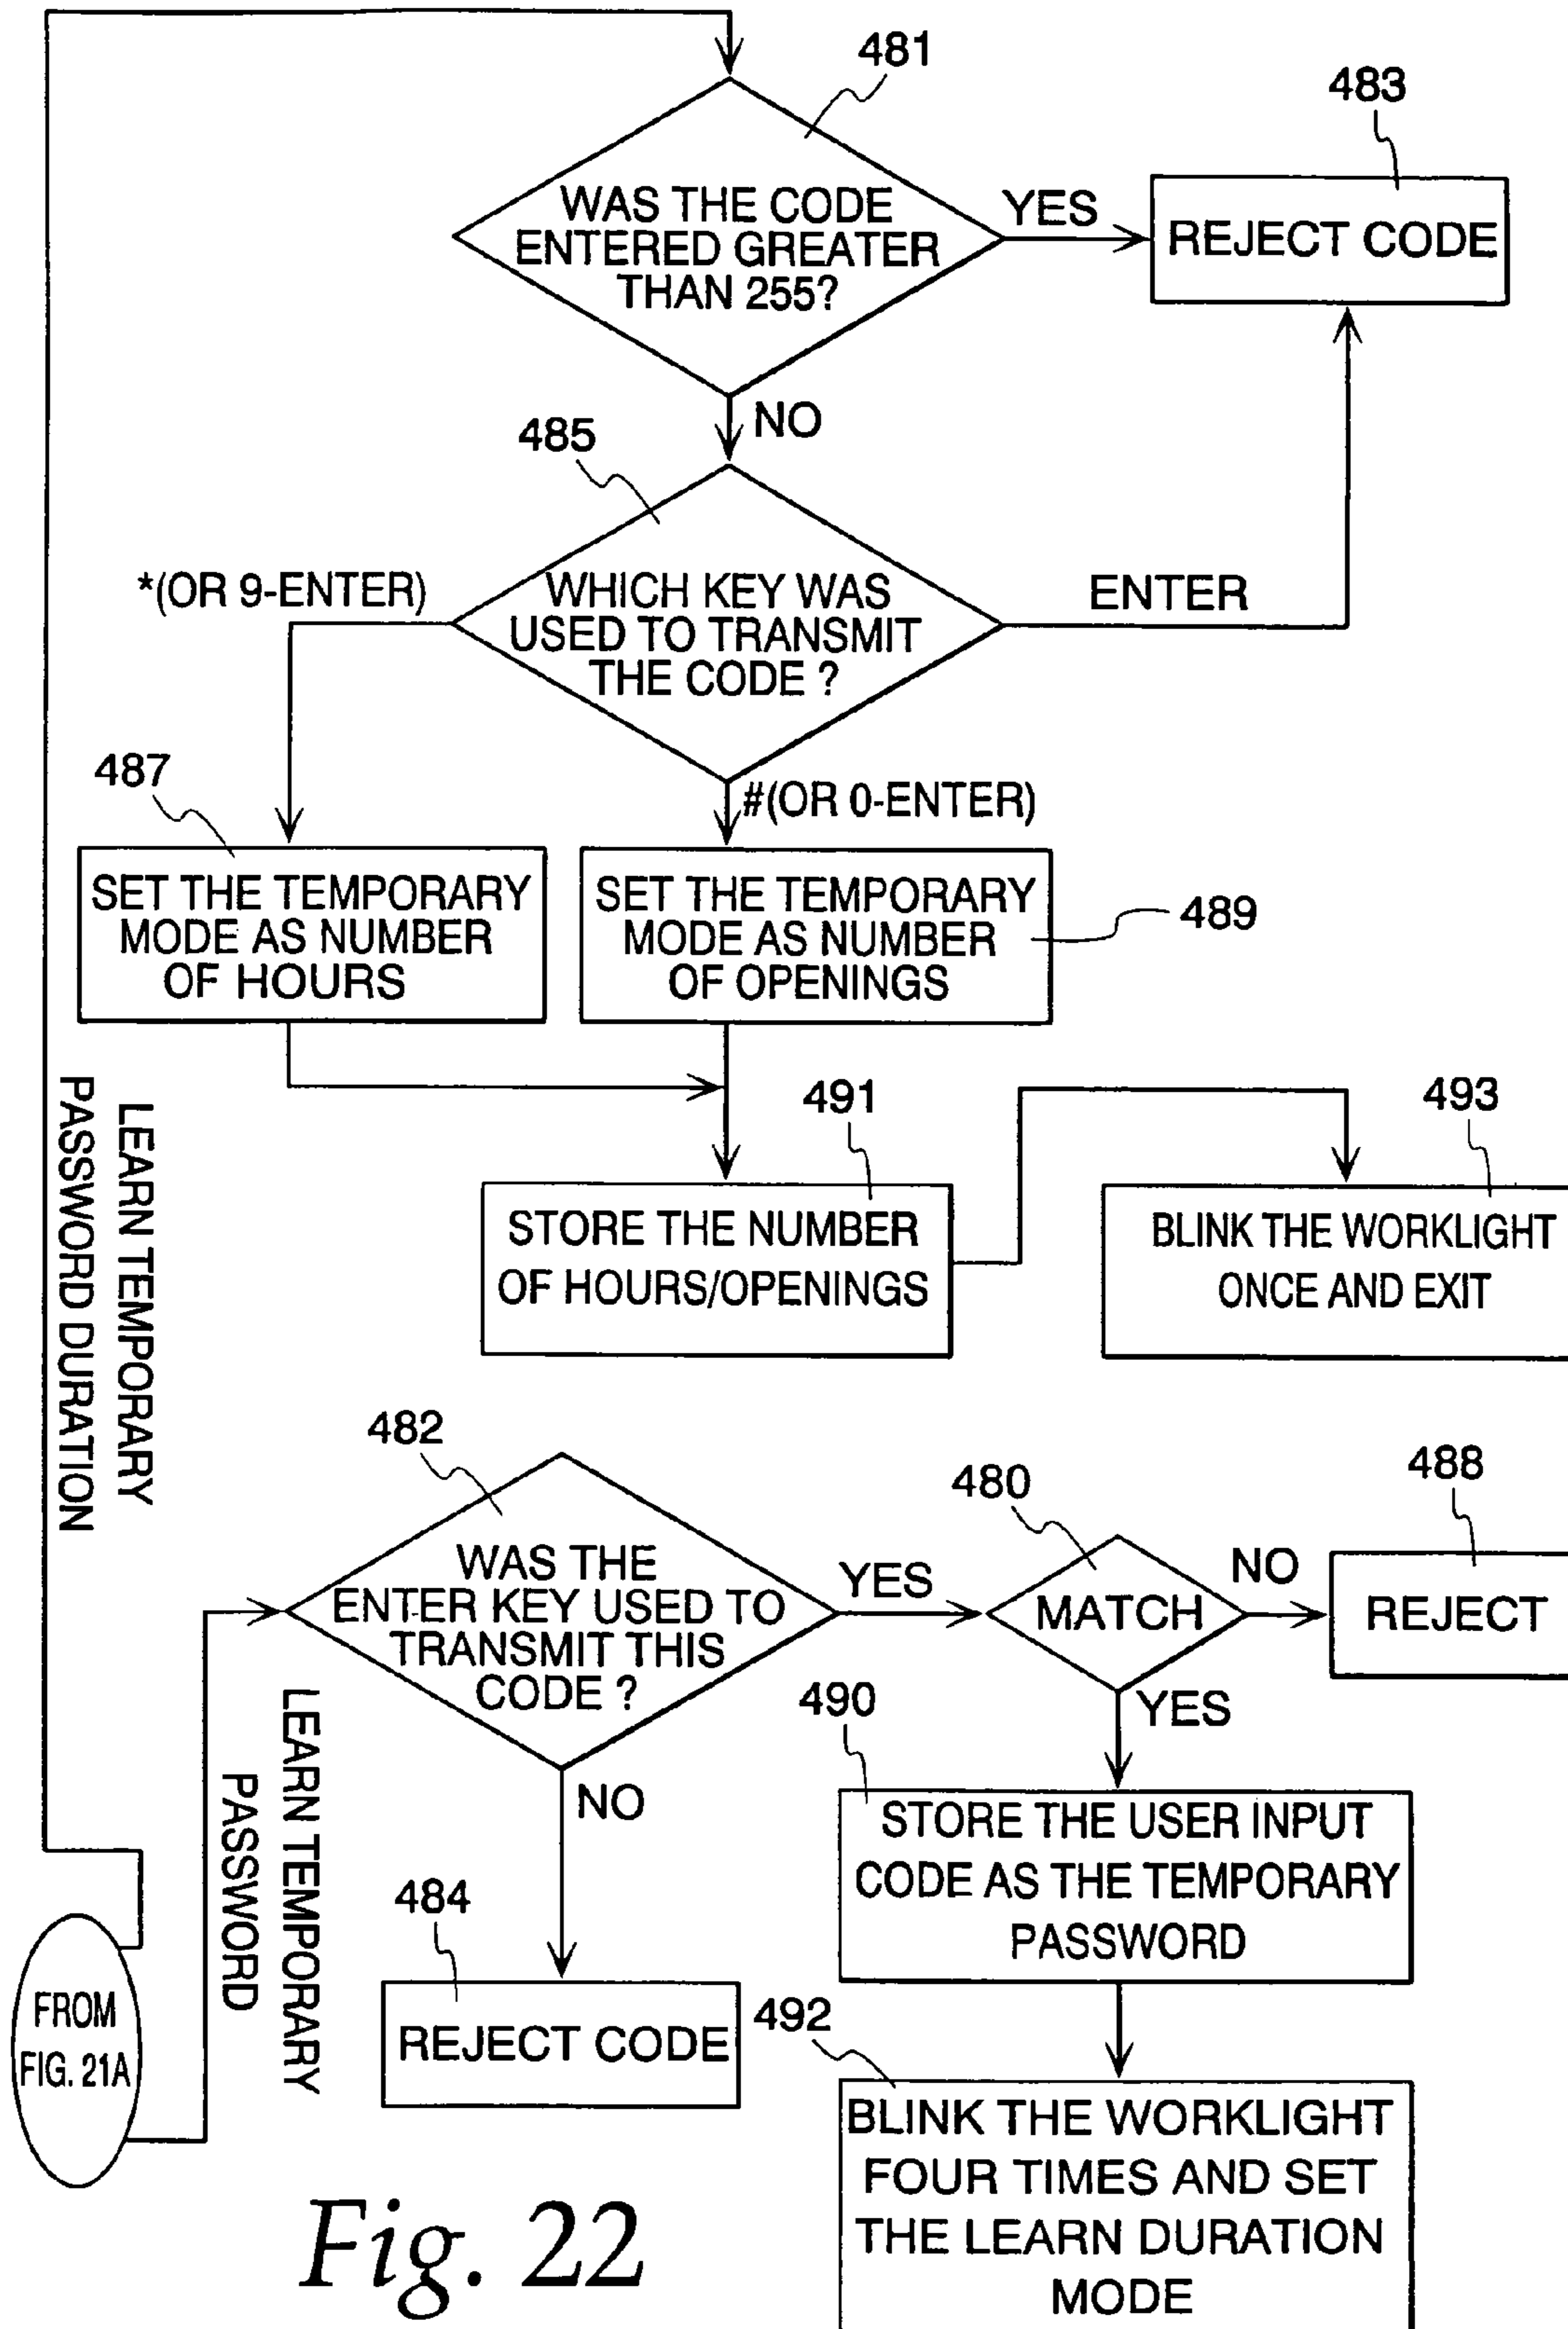 481
483
WAS THE CODE
ENTERED GREATER
THAN 255?
YES
REJECT CODE
NO
485
*(OR 9-ENTER)
WHICH KEY WAS
USED TO TRANSMIT
THE CODE ?
ENTER
487
#(OR 0-ENTER)
SET THE TEMPORARY
MODE AS NUMBER
OF HOURS
SET THE TEMPORARY
MODE AS NUMBER
OF OPENINGS
489
LEARN TEMPORARY
PASSWORD DURATION
491
493
STORE THE NUMBER
OF HOURS/OPENINGS
BLINK THE WORKLIGHT
ONCE AND EXIT
482
480
488
WAS THE
ENTER KEY USED TO
TRANSMIT THIS
CODE ?
YES
MATCH
NO
REJECT
LEARN TEMPORARY
PASSWORD
NO
490
YES
STORE THE USER INPUT
CODE AS THE TEMPORARY
PASSWORD
484
REJECT CODE
FROM
FIG. 21A
492
BLINK THE WORKLIGHT
FOUR TIMES AND SET
THE LEARN DURATION
MODE
Fig. 22